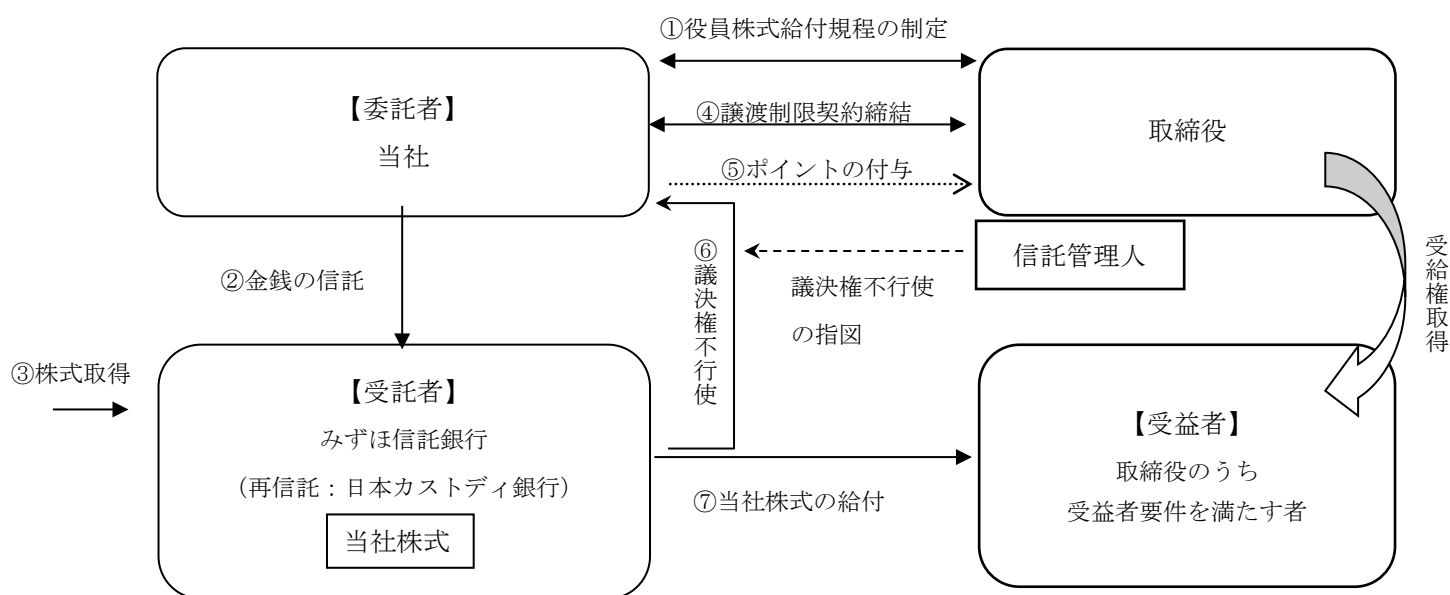 ①役員株式給付規程の制定
【委託者】
当社
④譲渡制限契約締結
取締役
⑤ポイントの付与
②金銭の信託
⑥議決権不行使
信託管理人
議決権不行使
の指図
受給権取得
③株式取得
【受託者】
みずほ信託銀行
(再信託：日本カストディ銀行)
当社株式
⑦当社株式の給付
【受益者】
取締役のうち
受益者要件を満たす者